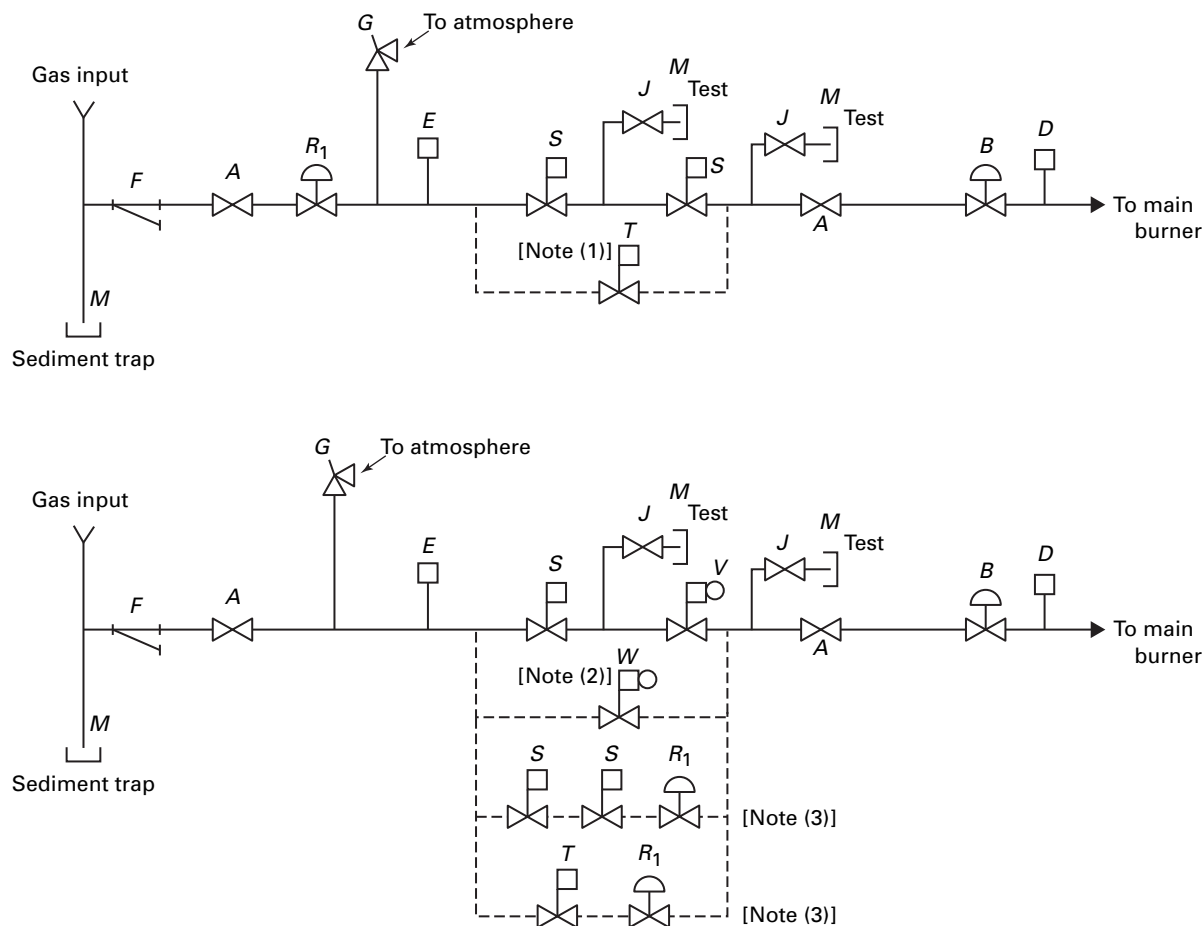 G
To atmosphere
Gas input
M
Test
J
M
Test
J
E
S
S
B
D
F
A
R1
A
To main
burner
[Note (1)]
T
M
Sediment trap
G
To atmosphere
Gas input
M
Test
J
M
Test
J
E
S
V
B
D
F
A
A
To main
burner
[Note (2)]
W
M
Sediment trap
S
S
R1
[Note (3)]
T
R1
[Note (3)]